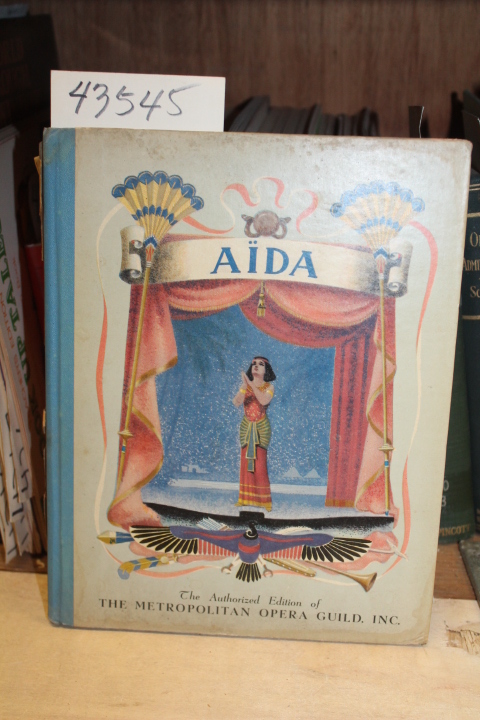 43545
AÏDA
The Authorized Edition of
THE METROPOLITAN OPERA GUILD, INC.